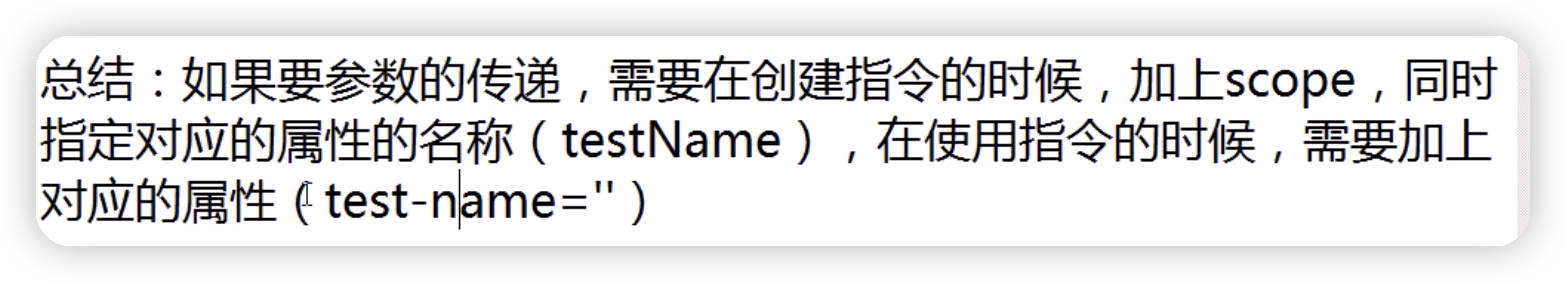 总结：如果要参数的传递，需要在创建指令的时候，加上scope，同时
指定对应的属性的名称（testName），在使用指令的时候，需要加上
对应的属性（test-name=''）